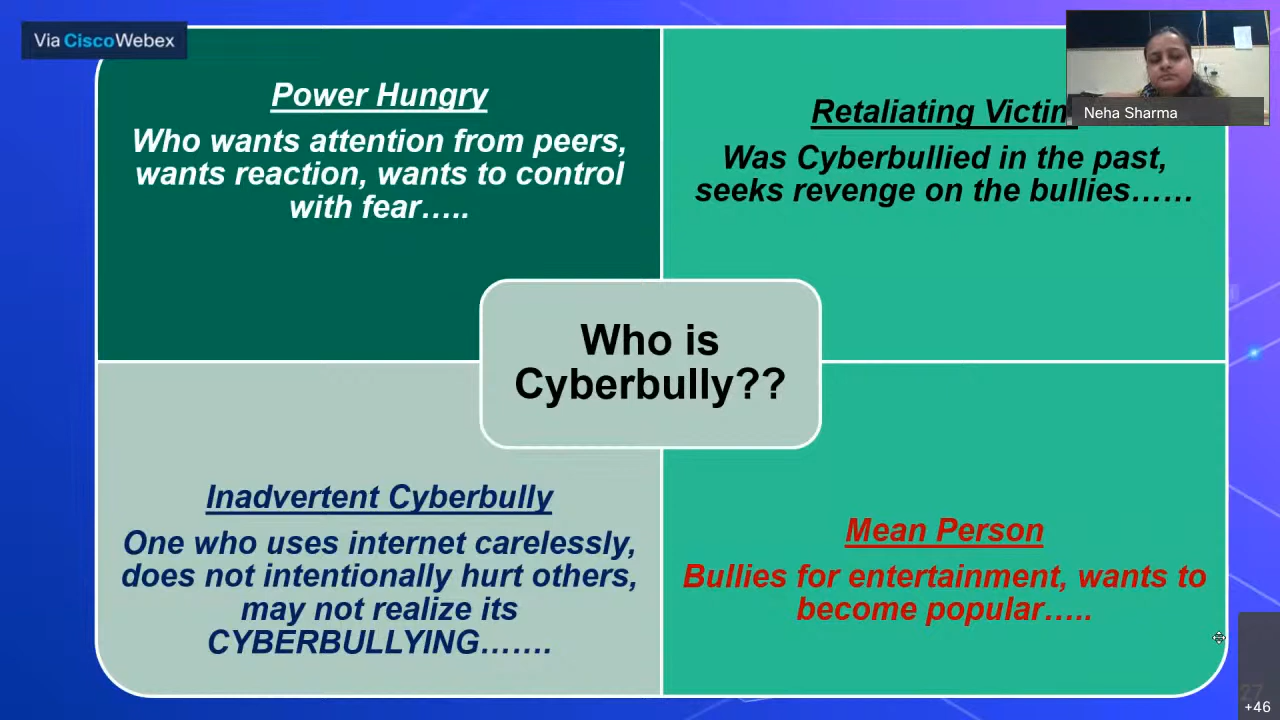 Via CiscoWebex
Power Hungry
Who wants attention from peers,
wants reaction, wants to control
with fear…..
Retaliating Victim
Was Cyberbullied in the past,
seeks revenge on the bullies……
Neha Sharma
Who is
Cyberbully??
Inadvertent Cyberbully
One who uses internet carelessly,
does not intentionally hurt others,
may not realize its
CYBERBULLYING…….
Mean Person
Bullies for entertainment, wants to
become popular…..
27
+46